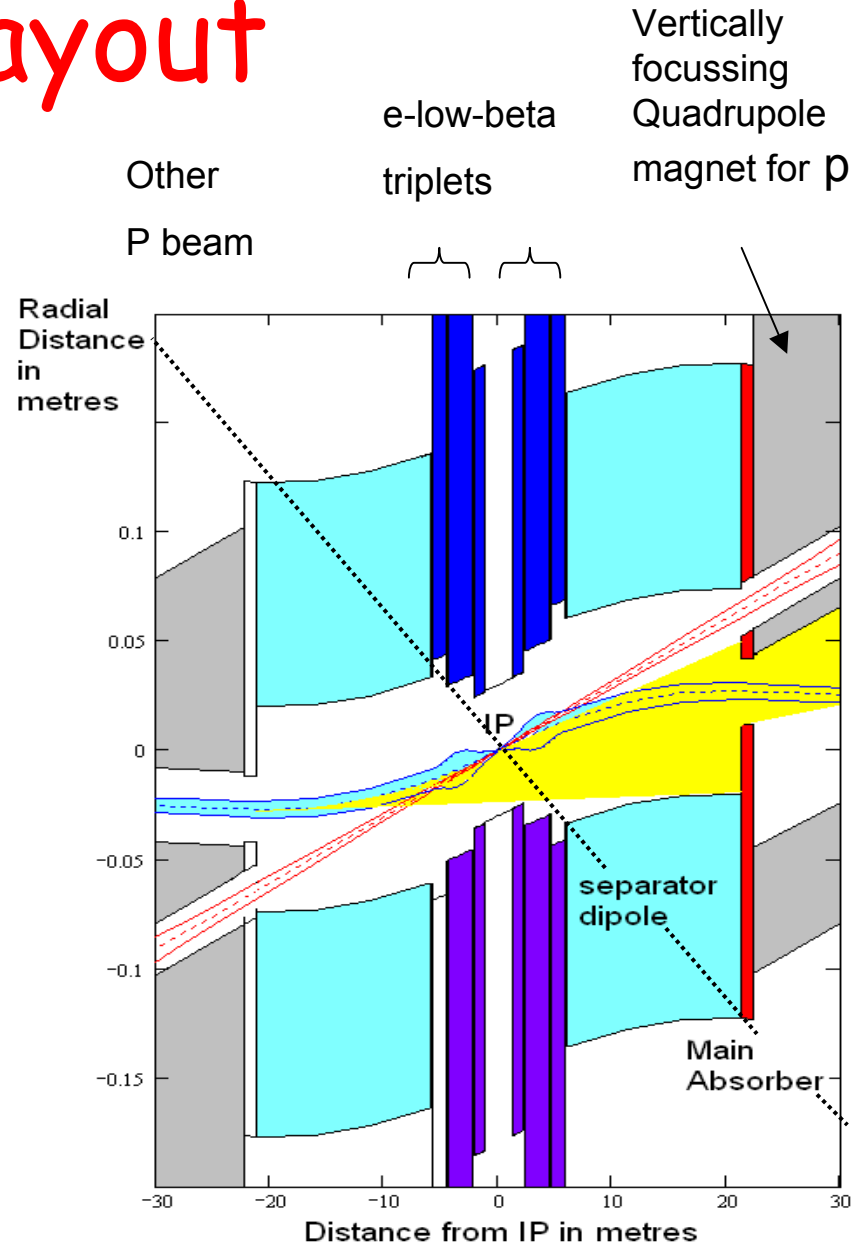 ayout
Vertically
focussing
Quadrupole
magnet for p
e-low-beta
triplets
Other
P beam
Radial
Distance
in
metres
0.1
0.05
0
−0.05
−0.1
−0.15
IP
separator
dipole
Main
Absorber
−30 −20 −10 0 10 20 30
Distance from IP in metres